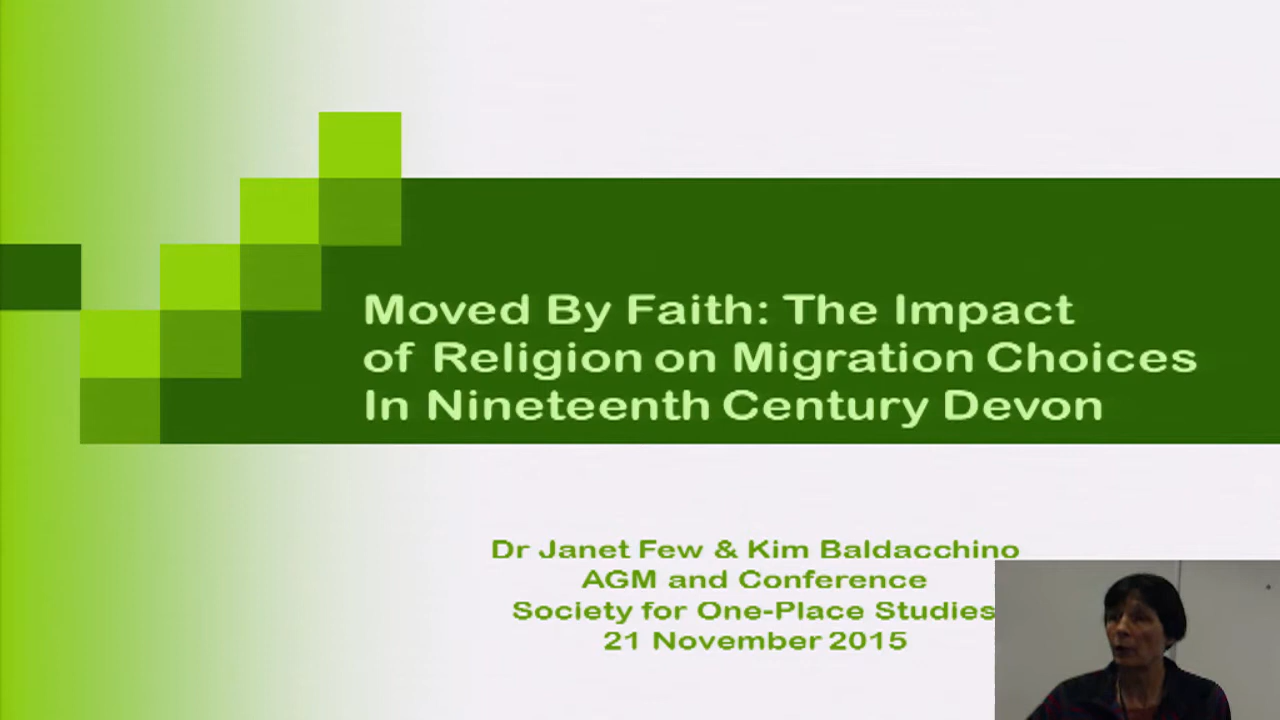 Moved By Faith: The Impact
of Religion on Migration Choices
In Nineteenth Century Devon
Dr Janet Few & Kim Baldacchino
AGM and Conference
Society for One-Place Studies
21 November 2015